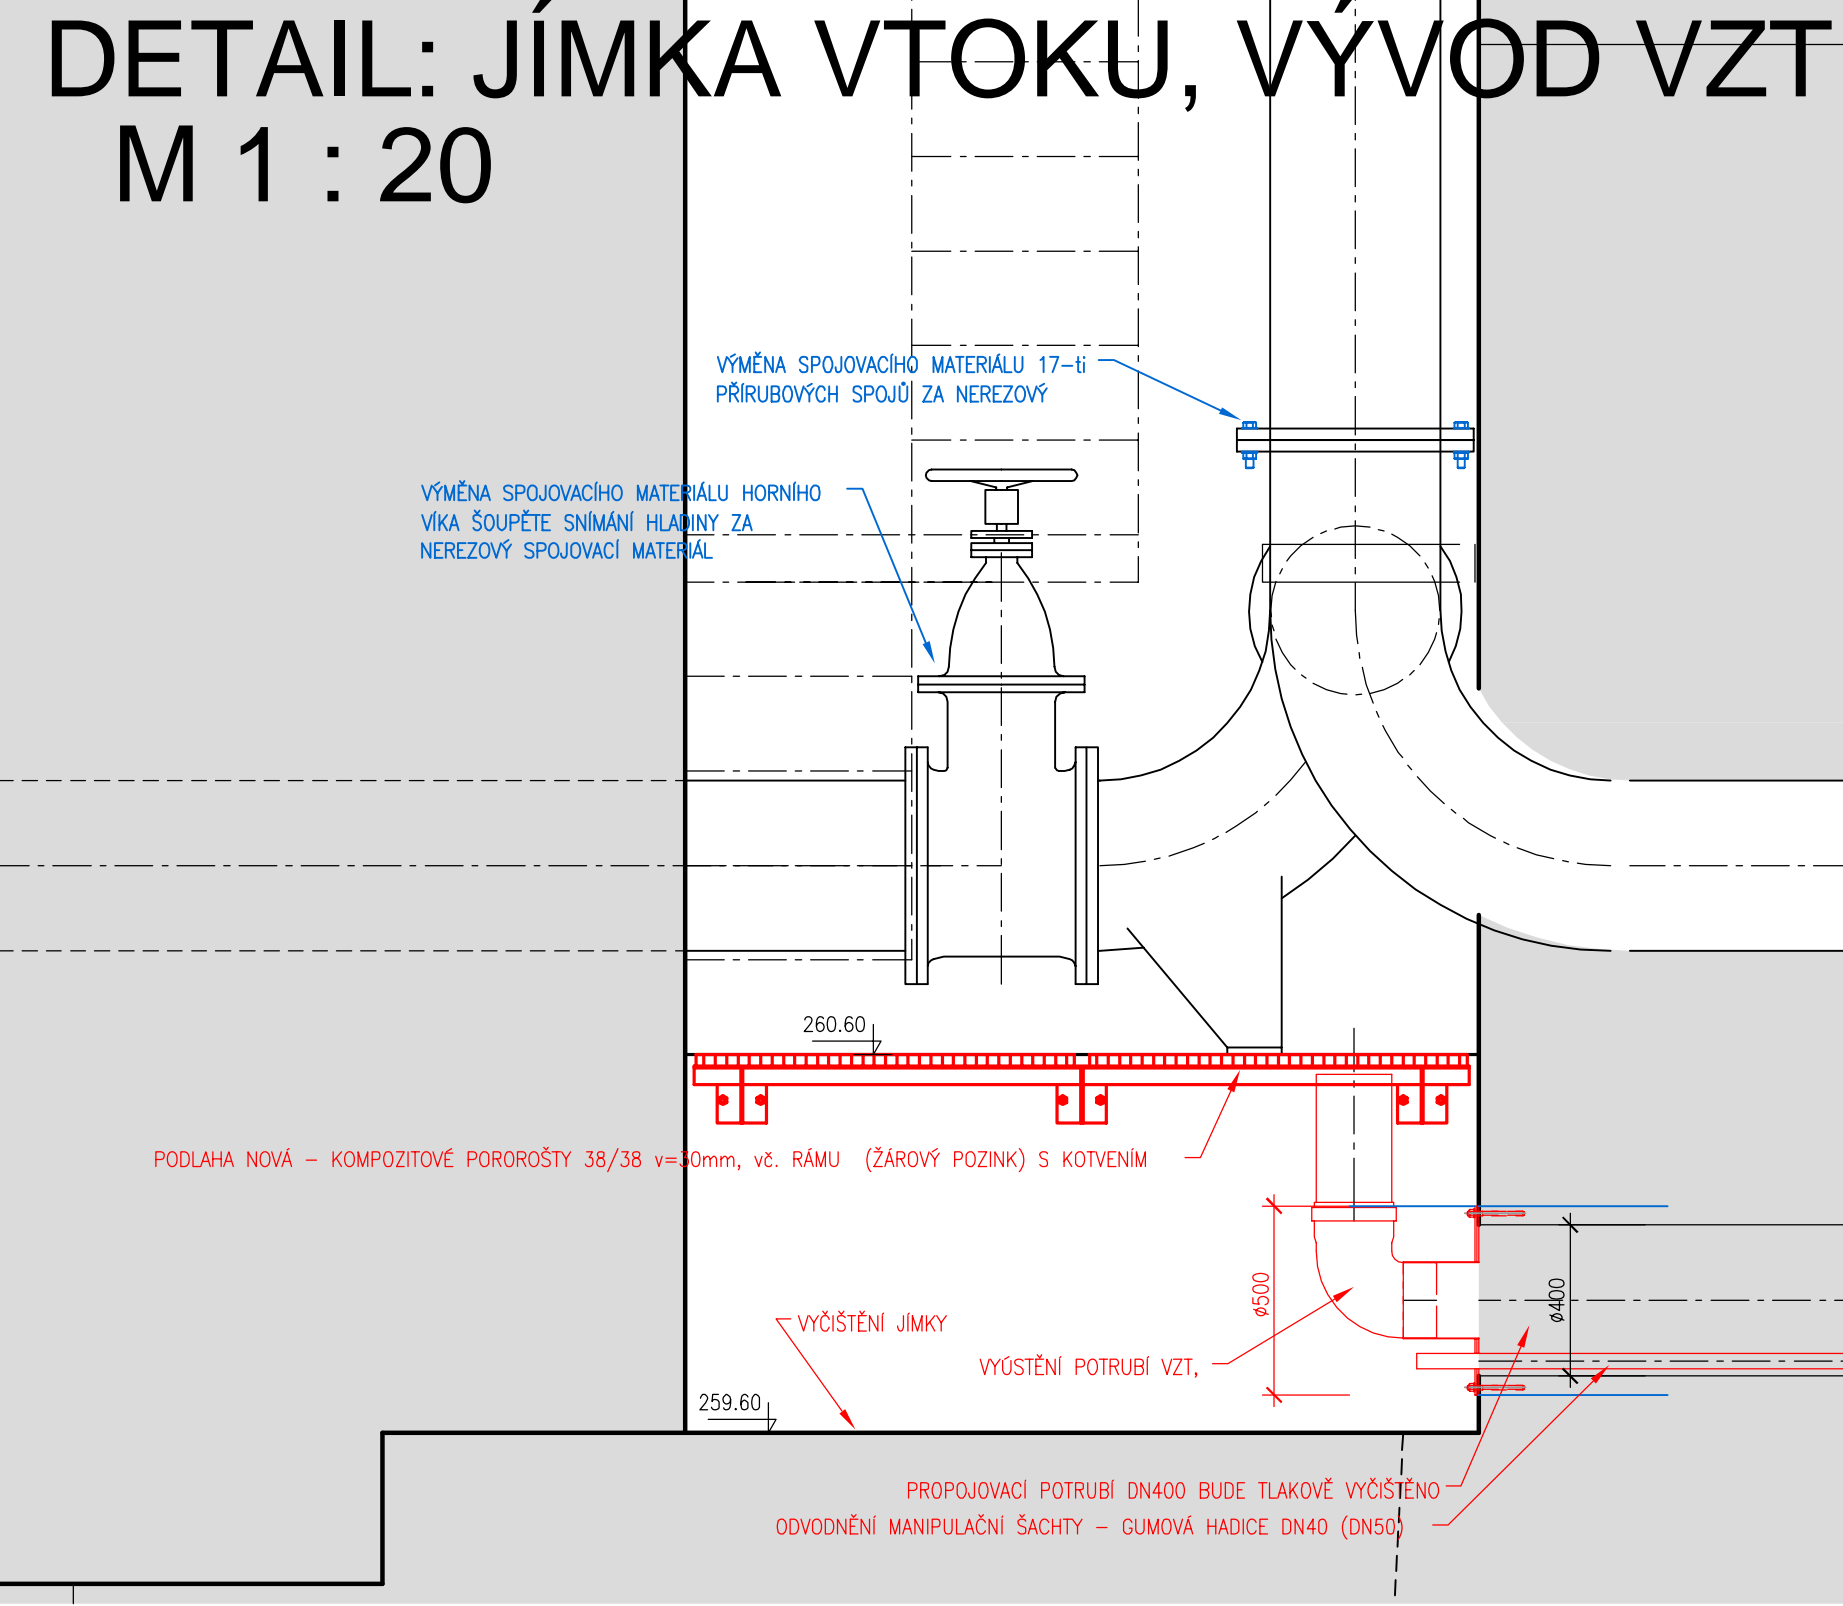 DETAIL: JÍMKA VTOKU, VÝVOD VZT
M 1 : 20
VÝMĚNA SPOJOVACÍHO MATERIÁLU 17-ti
PŘÍRUBOVÝCH SPOJŮ ZA NEREZOVÝ
VÝMĚNA SPOJOVACÍHO MATERIÁLU HORNÍHO
VÍKA ŠOUPĚTE SNÍMÁNÍ HLADINY ZA
NEREZOVÝ SPOJOVACÍ MATERIÁL
260.60
PODLAHA NOVÁ – KOMPOZITOVÉ POROROŠTY 38/38 v=30mm, vč. RÁMU (ŽÁROVÝ POZINK) S KOTVENÍM
ø500
ø400
VYČIŠTĚNÍ JÍMKY
VYÚSTĚNÍ POTRUBÍ VZT,
259.60
PROPOJOVACÍ POTRUBÍ DN400 BUDE TLAKOVĚ VYČIŠTĚNO
ODVODNĚNÍ MANIPULAČNÍ ŠACHTY – GUMOVÁ HADICE DN40 (DN50)